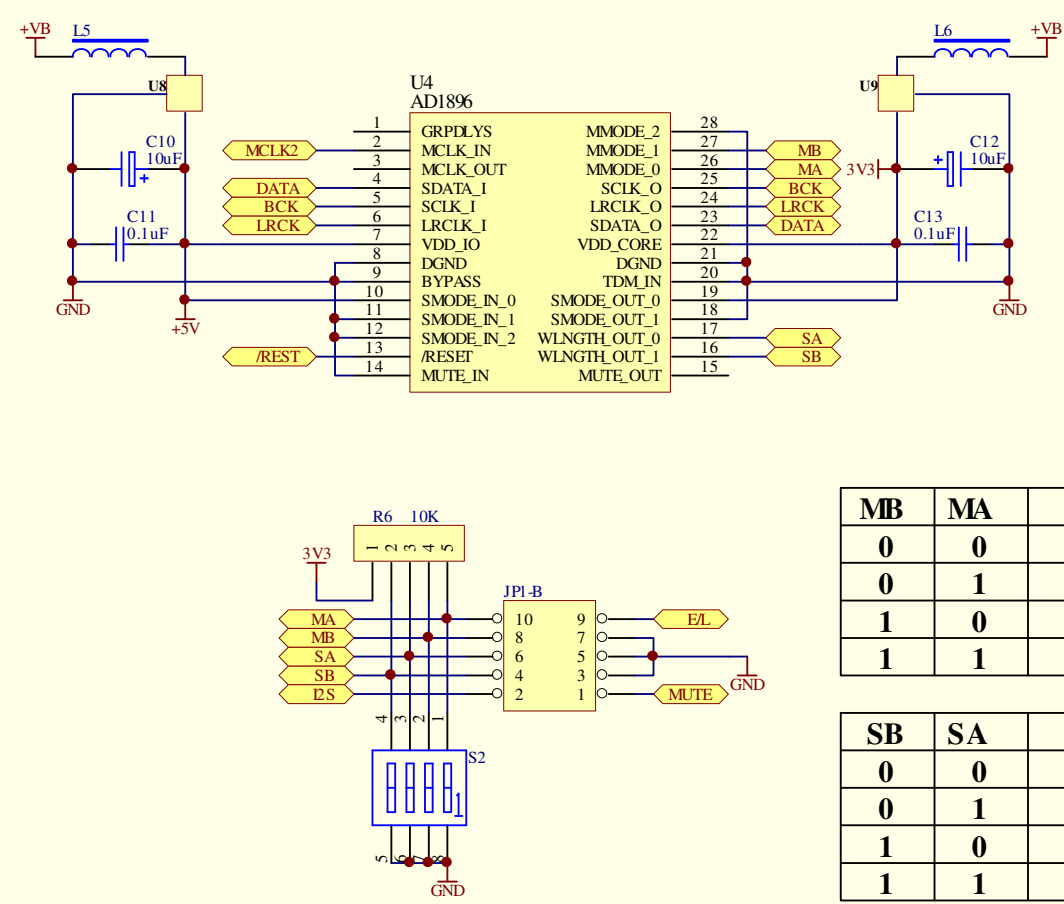 +VB L5 L6 +VB
U8 U9
U4
AD1896
C10
10uF
C11
0.1uF
GND
+5V
C12
10uF
3V3
C13
0.1uF
GND
MCLK2
DATA
BCK
LRCK
/REST
1 GRPDLYS MMODE_2 28
2 MCLK_IN MMODE_1 27
3 MCLK_OUT MMODE_0 26
4 SDATA_I SCLK_O 25
5 SCLK_I LRCLK_O 24
6 LRCLK_I SDATA_O 23
7 VDD_IO VDD_CORE 22
8 DGND DGND 21
9 BYPASS TDM_IN 20
10 SMODE_IN_0 SMODE_OUT_0 19
11 SMODE_IN_1 SMODE_OUT_1 18
12 SMODE_IN_2 WLNGTH_OUT_0 17
13 /RESET WLNGTH_OUT_1 16
14 MUTE_IN MUTE_OUT 15
MB
MA
BCK
LRCK
DATA
SA
SB
R6 10K
1 2 3 4 5
3V3
JP1-B
MA 10 9 E/L
MB 8 7
SA 6 5
SB 4 3 GND
I2S 2 1 MUTE
4 3 2 1
S2
1
5 6 7 8
GND
MB MA
0 0
0 1
1 0
1 1
SB SA
0 0
0 1
1 0
1 1